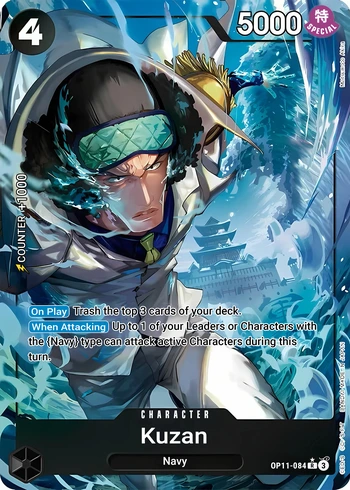 4
5000
特
SPECIAL
COUNTER +1000
On Play Trash the top 3 cards of your deck.
When Attacking Up to 1 of your Leaders or Characters with
the {Navy} type can attack active Characters during this
turn.
CHARACTER
Kuzan
Navy
OP11-084 R 3